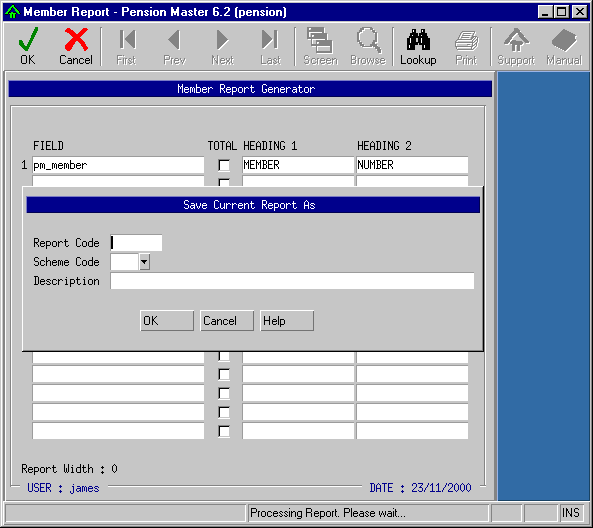 Member Report - Pension Master 6.2 (pension)
OK Cancel First Prev Next Last Screen Browse Lookup Print Support Manual
Member Report Generator
FIELD TOTAL HEADING 1 HEADING 2
1 pm_member MEMBER NUMBER
Save Current Report As
Report Code
Scheme Code
Description
OK Cancel Help
Report Width : 0
USER : james DATE : 23/11/2000
Processing Report. Please wait... INS